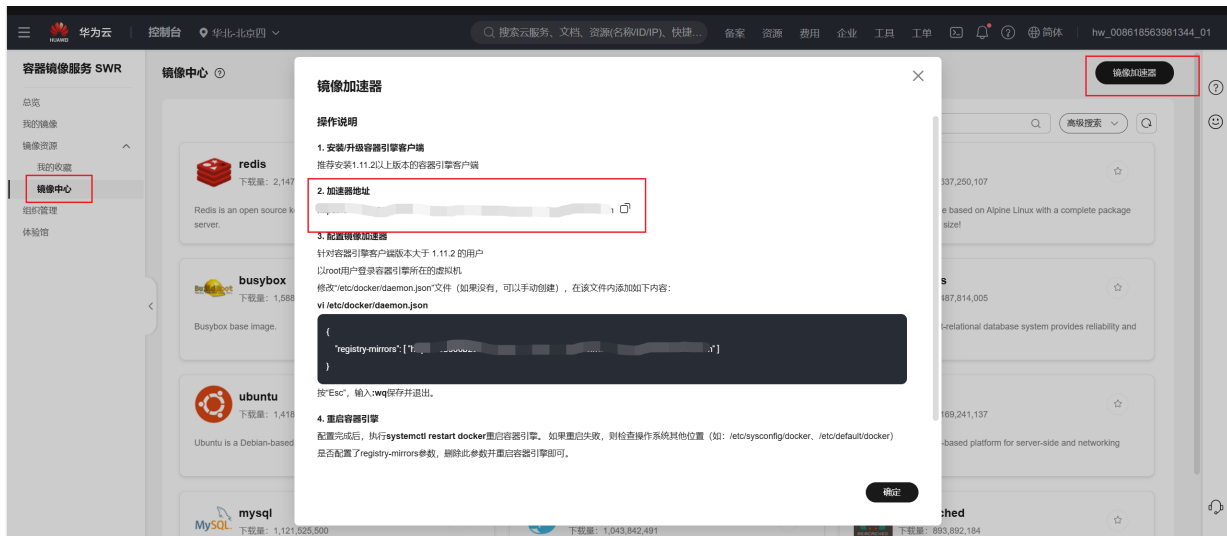 HUAWEI
华为云
控制台
华北-北京四
搜索云服务、文档、资源(名称/ID/IP)、快捷...
备案
资源
费用
企业
工具
工单
简体
hw_008618563981344_01
容器镜像服务 SWR
总览
我的镜像
镜像资源
我的收藏
镜像中心
组织管理
体验馆
镜像中心
镜像加速器
高级搜索
redis
下载量：2,147
Redis is an open source k
server.
busybox
下载量：1,588
Busybox base image.
ubuntu
下载量：1,418
Ubuntu is a Debian-based
MySQL
mysql
下载量：1,121,525,500
下载量：1,043,842,491
337,250,107
e based on Alpine Linux with a complete package
size!
s
487,814,005
t-relational database system provides reliability and
169,241,137
-based platform for server-side and networking
ched
下载量：893,892,184
镜像加速器
操作说明
1. 安装/升级容器引擎客户端
推荐安装1.11.2以上版本的容器引擎客户端
2. 加速器地址
3. 配置镜像加速器
针对容器引擎客户端版本大于 1.11.2 的用户
以root用户登录容器引擎所在的虚拟机
修改"/etc/docker/daemon.json"文件（如果没有，可以手动创建），在该文件内添加如下内容：
vi /etc/docker/daemon.json
{
"registry-mirrors": [ "h
" ]
}
按"Esc"，输入:wq保存并退出。
4. 重启容器引擎
配置完成后，执行systemctl restart docker重启容器引擎。 如果重启失败，则检查操作系统其他位置（如：/etc/sysconfig/docker、/etc/default/docker）
是否配置了registry-mirrors参数，删除此参数并重启容器引擎即可。
确定